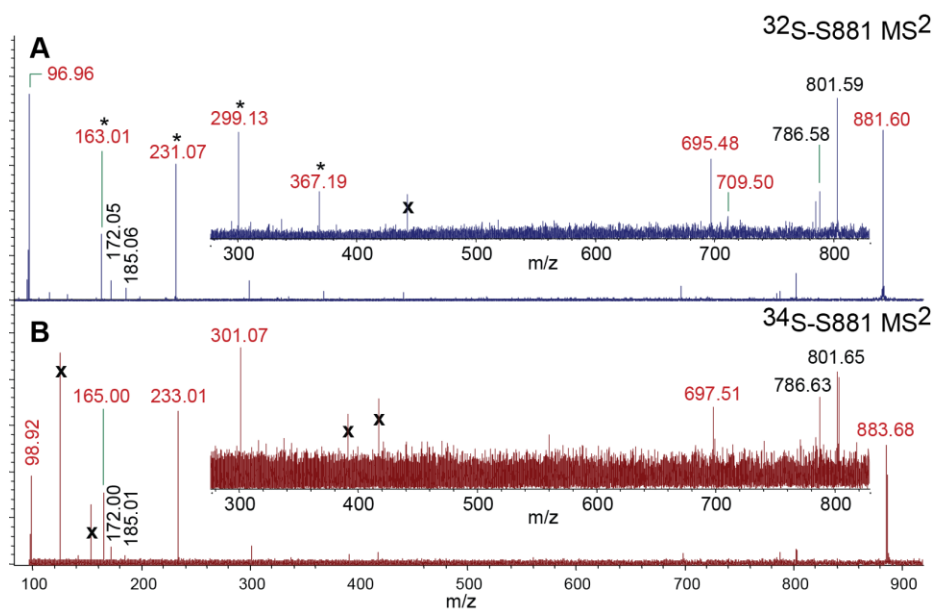 ³²S-S881 MS²
A
96.96
*
163.01
172.05
185.06
*
231.07
*
299.13
*
367.19
x
695.48
709.50
786.58
801.59
881.60
300 400 500 600 700 800
m/z
³⁴S-S881 MS²
B
98.92
x
x
165.00
172.00
185.01
233.01
301.07
x
x
697.51
786.63
801.65
883.68
300 400 500 600 700 800
m/z
100 200 300 400 500 600 700 800 900
m/z